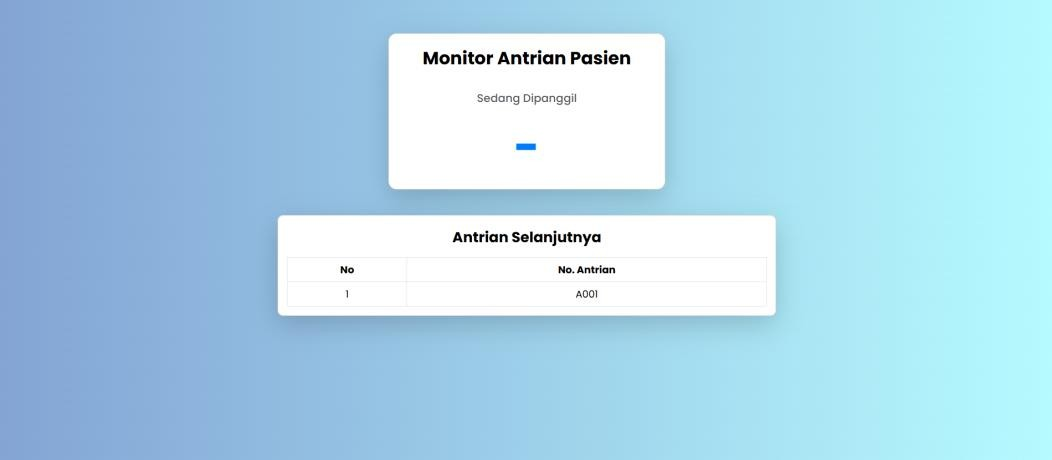 Monitor Antrian Pasien
Sedang Dipanggil
-
Antrian Selanjutnya
No No. Antrian
1 A001